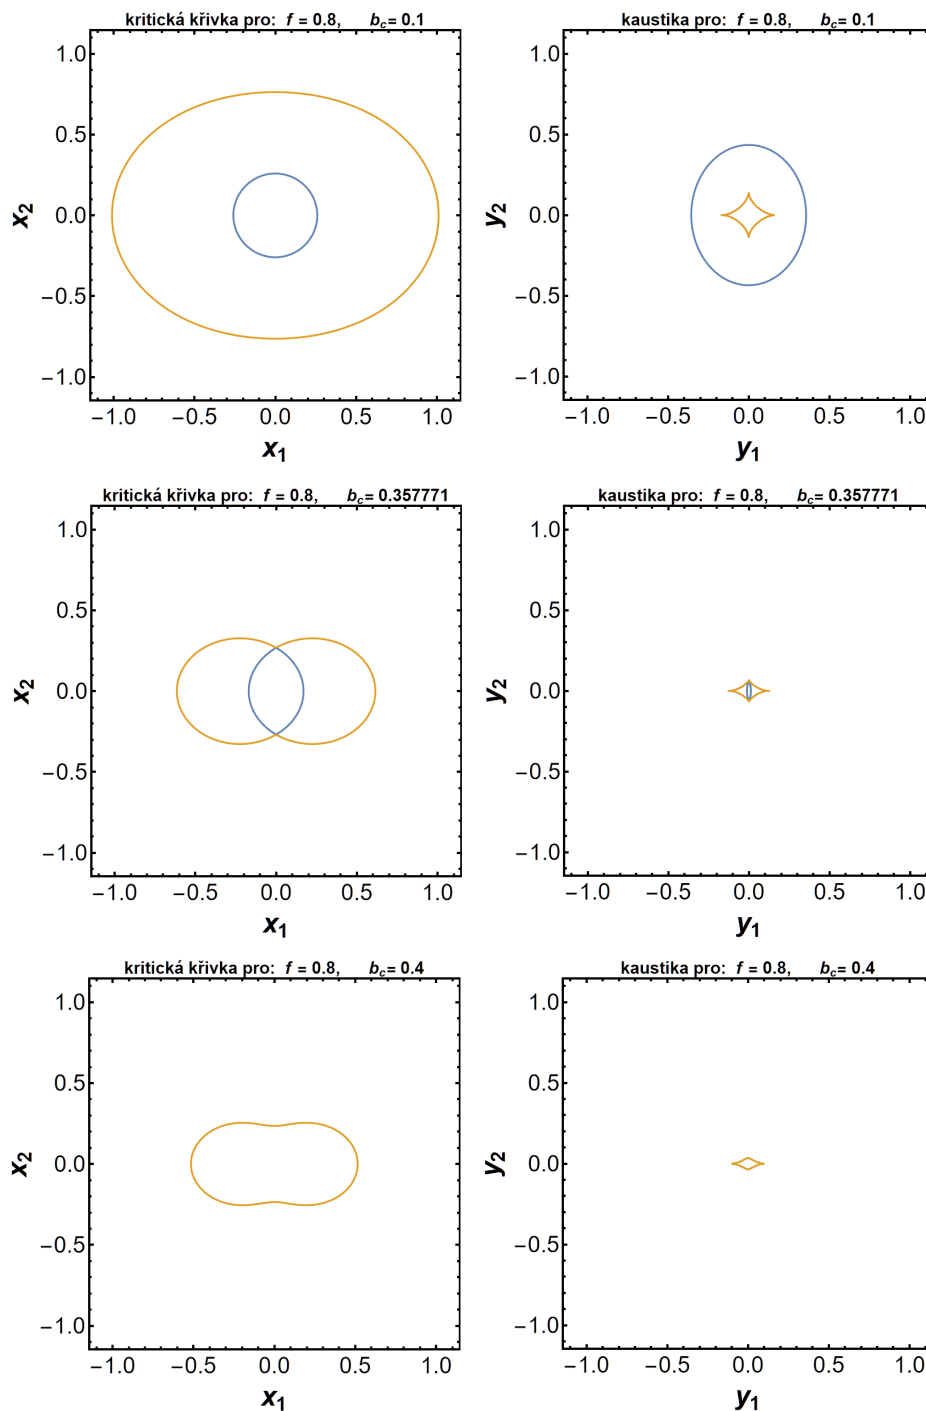 kritická křivka pro: f = 0.8, b_c= 0.1
kaustika pro: f = 0.8, b_c= 0.1
1.0
0.5
0.0
−0.5
−1.0
x_2
−1.0 −0.5 0.0 0.5 1.0
x_1
1.0
0.5
0.0
−0.5
−1.0
y_2
−1.0 −0.5 0.0 0.5 1.0
y_1
kritická křivka pro: f = 0.8, b_c= 0.357771
kaustika pro: f = 0.8, b_c= 0.357771
1.0
0.5
0.0
−0.5
−1.0
x_2
−1.0 −0.5 0.0 0.5 1.0
x_1
1.0
0.5
0.0
−0.5
−1.0
y_2
−1.0 −0.5 0.0 0.5 1.0
y_1
kritická křivka pro: f = 0.8, b_c= 0.4
kaustika pro: f = 0.8, b_c= 0.4
1.0
0.5
0.0
−0.5
−1.0
x_2
−1.0 −0.5 0.0 0.5 1.0
x_1
1.0
0.5
0.0
−0.5
−1.0
y_2
−1.0 −0.5 0.0 0.5 1.0
y_1